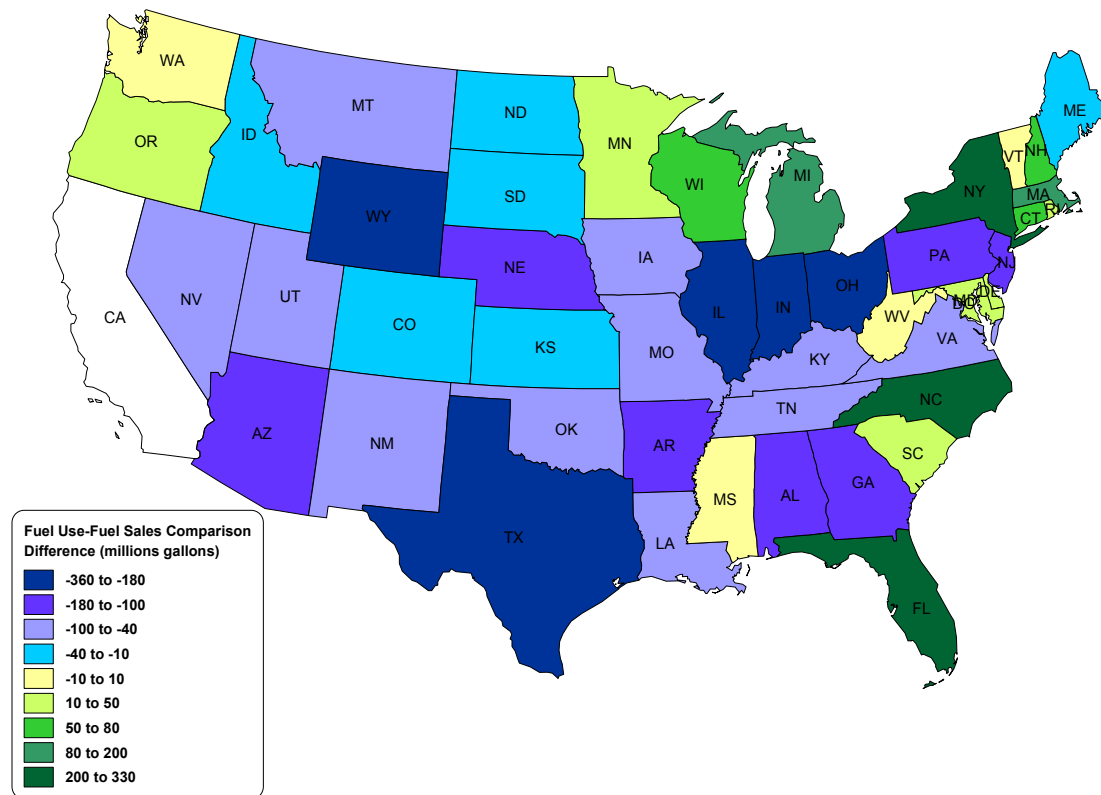 WA
MT
ND
ME
OR
ID
MN
VT
NH
WI
MI
SD
NY
MA
WY
RI
CT
NE
IA
PA
NJ
OH
NV
UT
IL
IN
MD
DE
DC
WV
CA
CO
KS
MO
KY
VA
NC
TN
AZ
NM
OK
AR
SC
MS
AL
GA
TX
LA
FL
Fuel Use-Fuel Sales Comparison
Difference (millions gallons)
-360 to -180
-180 to -100
-100 to -40
-40 to -10
-10 to 10
10 to 50
50 to 80
80 to 200
200 to 330